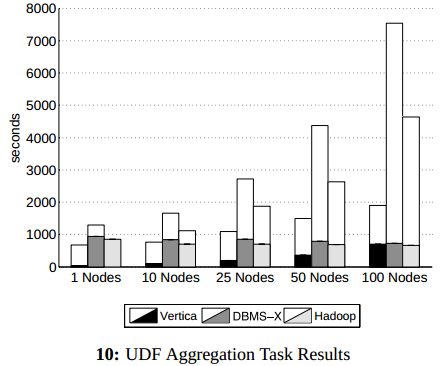 8000
7000
6000
5000
4000
3000
2000
1000
0
seconds
1 Nodes 10 Nodes 25 Nodes 50 Nodes 100 Nodes
Vertica DBMS−X Hadoop
10: UDF Aggregation Task Results